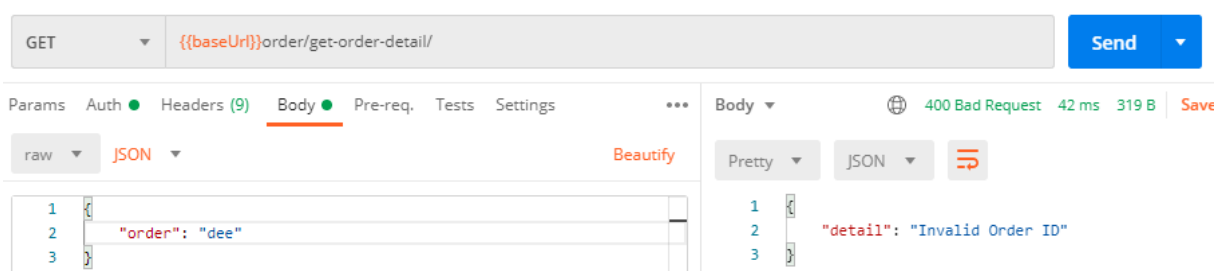 GET {{baseUrl}}order/get-order-detail/ Send
Params Auth Headers (9) Body Pre-req. Tests Settings
raw JSON Beautify
1 {
2 "order": "dee"
3 }
Body 400 Bad Request 42 ms 319 B Save
Pretty JSON
1 {
2 "detail": "Invalid Order ID"
3 }